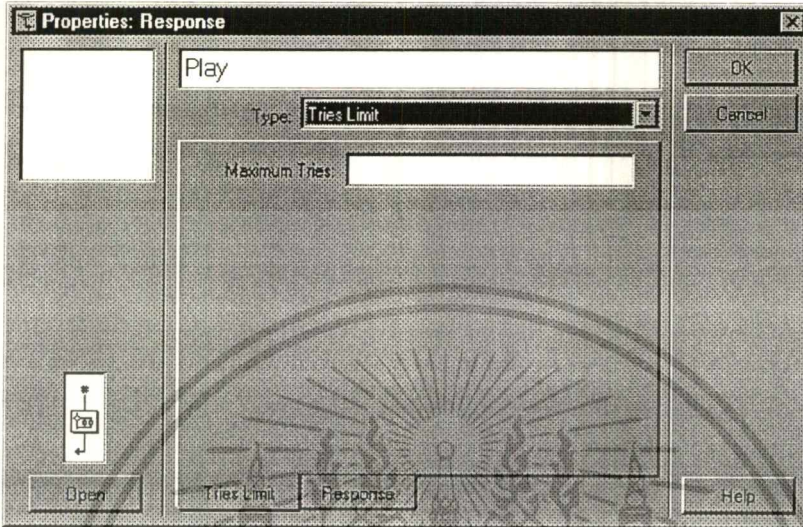 Properties: Response
Play
OK
Type: Tries Limit
Cancel
Maximum Tries:
Open
Tries Limit
Response
Help